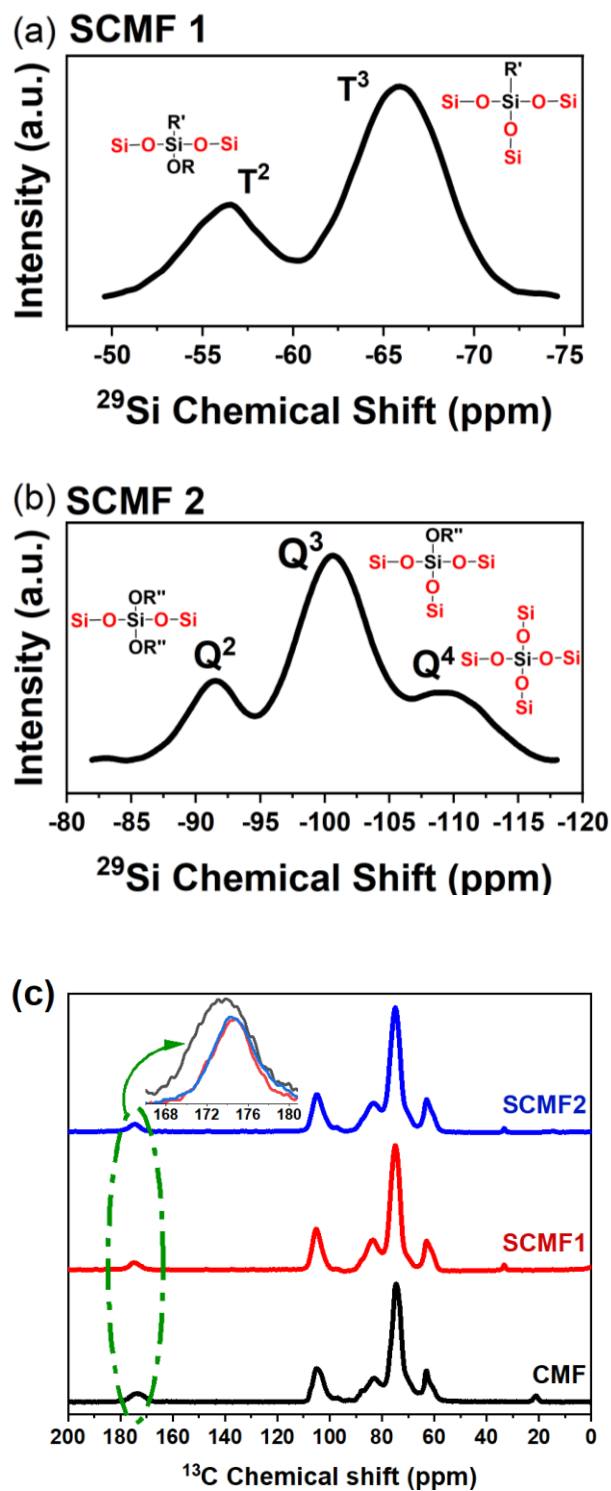 (a) SCMF 1
Intensity (a.u.)
R'
Si—O—Si—O—Si
OR
T²
T³
R'
Si—O—Si—O—Si
O
Si
-50 -55 -60 -65 -70 -75
²⁹Si Chemical Shift (ppm)
(b) SCMF 2
Intensity (a.u.)
OR"
Si—O—Si—O—Si
OR"
Q²
Q³
OR"
Si—O—Si—O—Si
O
Si
Q⁴
Si
O
Si—O—Si—O—Si
O
Si
-80 -85 -90 -95 -100 -105 -110 -115 -120
²⁹Si Chemical Shift (ppm)
(c)
168 172 176 180
SCMF2
SCMF1
CMF
200 180 160 140 120 100 80 60 40 20 0
¹³C Chemical shift (ppm)